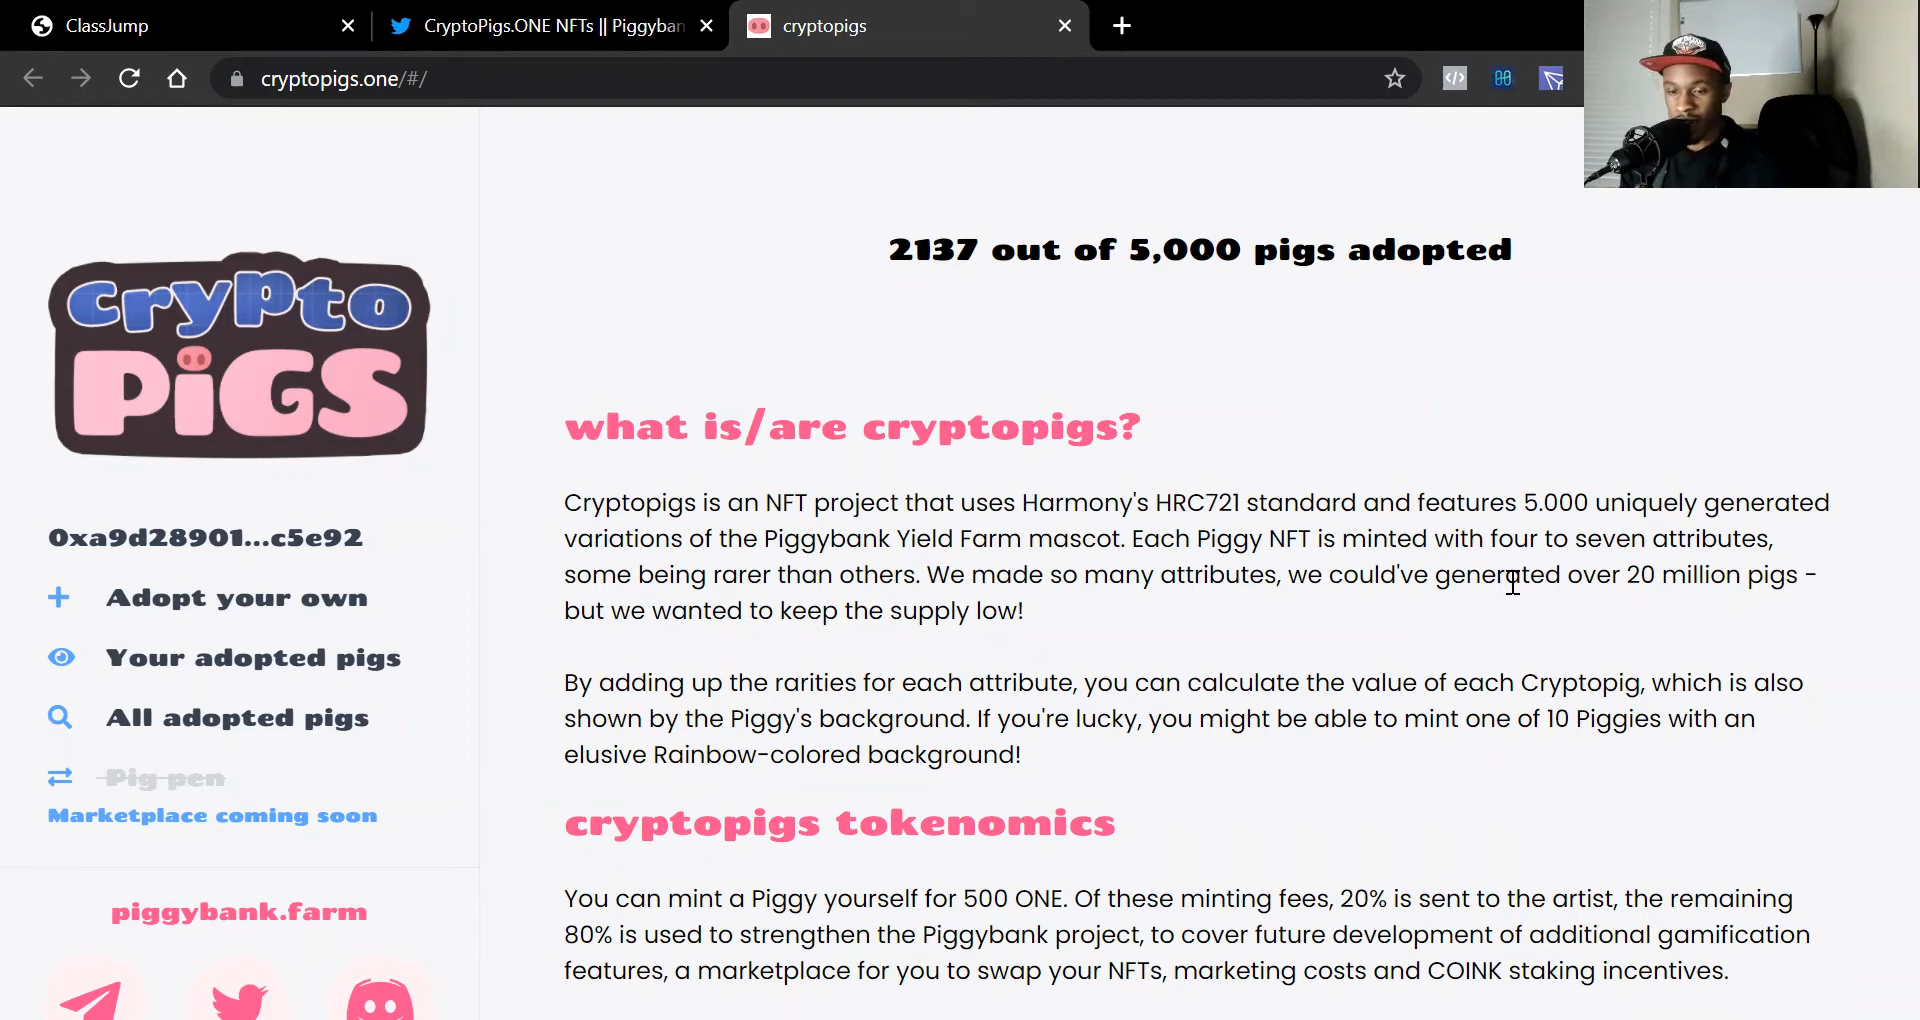 ClassJump
CryptoPigs.ONE NFTs || Piggyban
cryptopigs
cryptopigs.one/#/
2137 out of 5,000 pigs adopted
crypto
PiGS
what is/are cryptopigs?
Cryptopigs is an NFT project that uses Harmony's HRC721 standard and features 5.000 uniquely generated
variations of the Piggybank Yield Farm mascot. Each Piggy NFT is minted with four to seven attributes,
some being rarer than others. We made so many attributes, we could've generated over 20 million pigs -
but we wanted to keep the supply low!
By adding up the rarities for each attribute, you can calculate the value of each Cryptopig, which is also
shown by the Piggy's background. If you're lucky, you might be able to mint one of 10 Piggies with an
elusive Rainbow-colored background!
cryptopigs tokenomics
You can mint a Piggy yourself for 500 ONE. Of these minting fees, 20% is sent to the artist, the remaining
80% is used to strengthen the Piggybank project, to cover future development of additional gamification
features, a marketplace for you to swap your NFTs, marketing costs and COINK staking incentives.
0xa9d28901...c5e92
Adopt your own
Your adopted pigs
All adopted pigs
Pig pen
Marketplace coming soon
piggybank.farm